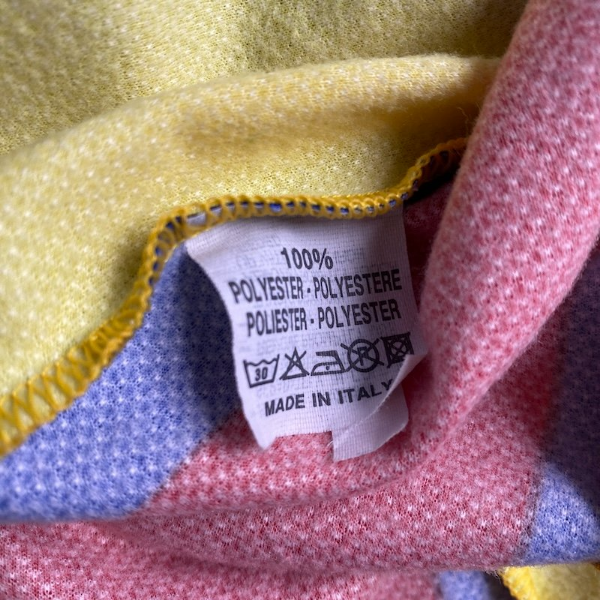 100%
POLYESTER - POLYESTERE
POLIESTER - POLYESTER
30
MADE IN ITALY